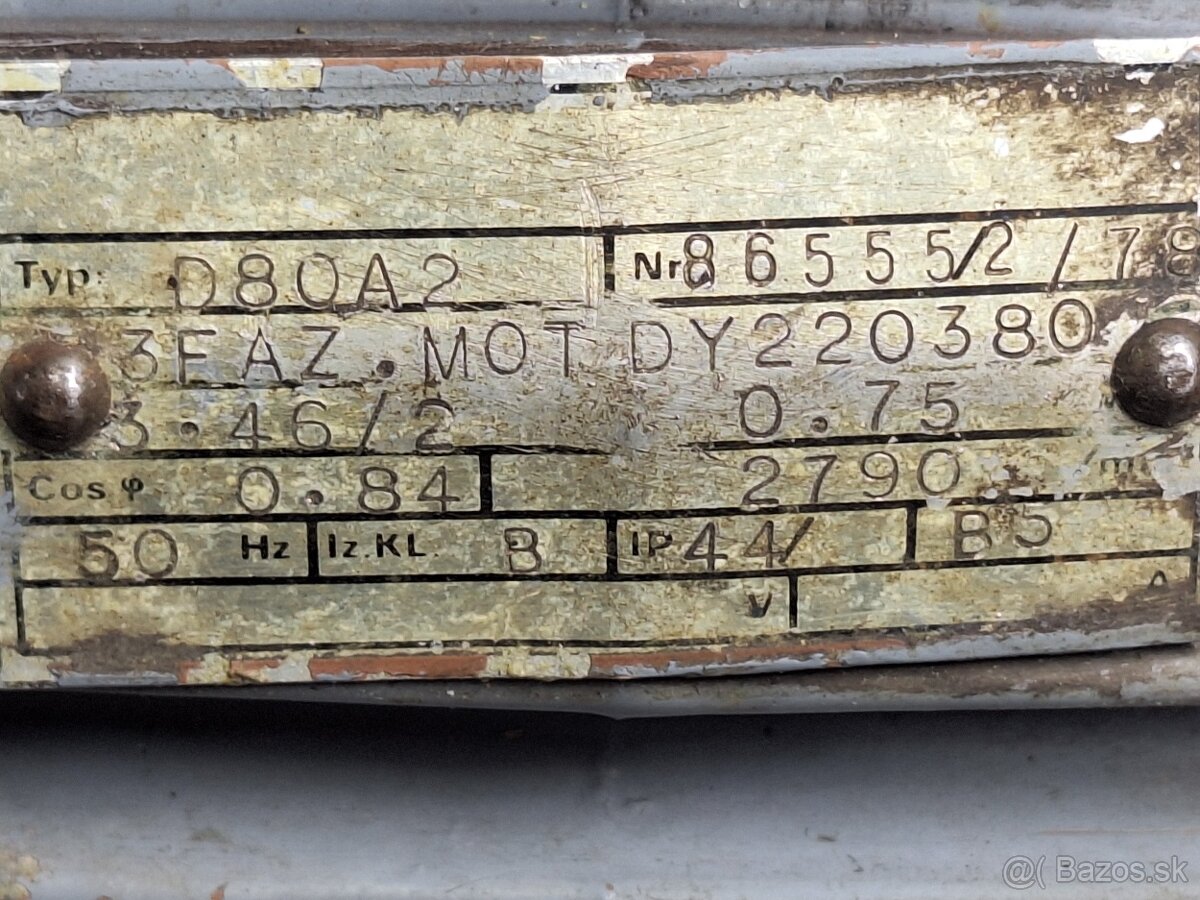 Typ: D80A2 Nr 86555/2/78
3FAZ.MOT DY220380
3.46/2 0.75
Cos φ 0.84 2790
50 Hz Iz.KL. B IP44/ B5
V A
@( Bazos.sk